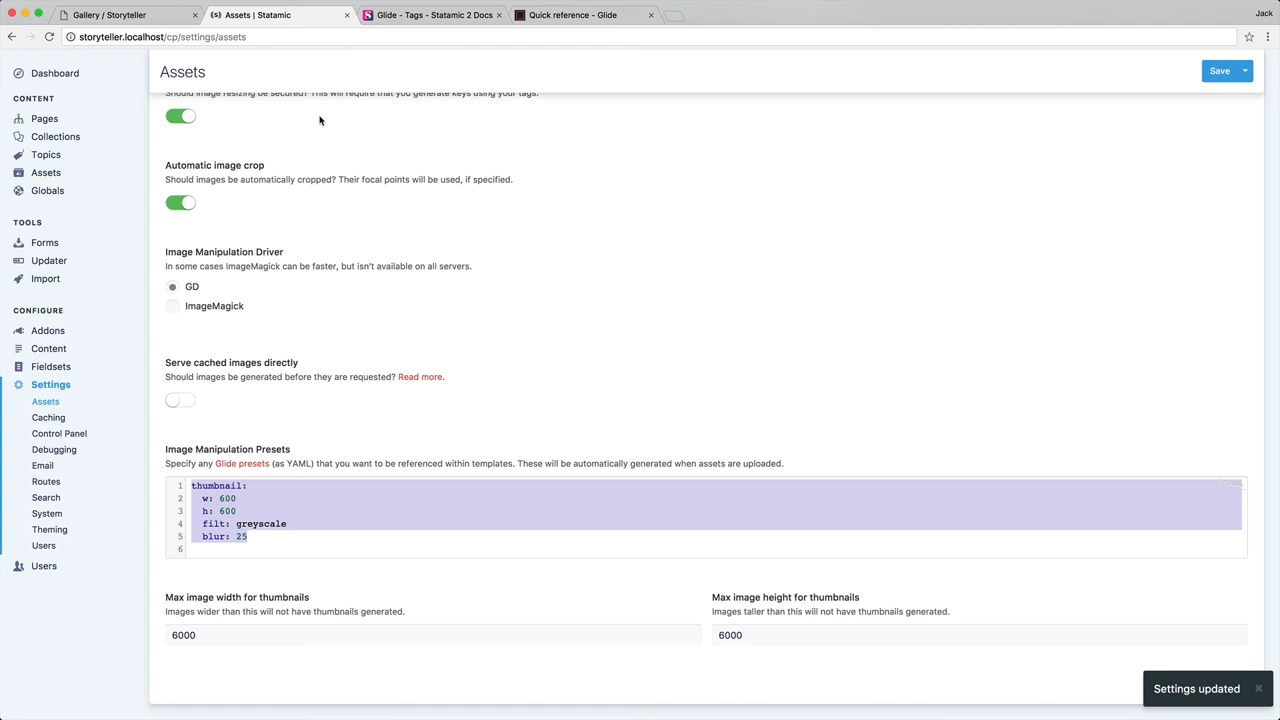 Gallery / Storyteller
Assets | Statamic
Glide - Tags - Statamic 2 Docs
Quick reference - Glide
Jack
storyteller.localhost/cp/settings/assets
Dashboard
CONTENT
Pages
Collections
Topics
Assets
Globals
TOOLS
Forms
Updater
Import
CONFIGURE
Addons
Content
Fieldsets
Settings
Assets
Caching
Control Panel
Debugging
Email
Routes
Search
System
Theming
Users
Users
Assets
Save
Should image resizing be secured? This will require that you generate keys using your tags.
Automatic image crop
Should images be automatically cropped? Their focal points will be used, if specified.
Image Manipulation Driver
In some cases ImageMagick can be faster, but isn't available on all servers.
GD
ImageMagick
Serve cached images directly
Should images be generated before they are requested? Read more.
Image Manipulation Presets
Specify any Glide presets (as YAML) that you want to be referenced within templates. These will be automatically generated when assets are uploaded.
1 thumbnail:
2 w: 600
3 h: 600
4 filt: greyscale
5 blur: 25
6
Max image width for thumbnails
Images wider than this will not have thumbnails generated.
6000
Max image height for thumbnails
Images taller than this will not have thumbnails generated.
6000
Settings updated